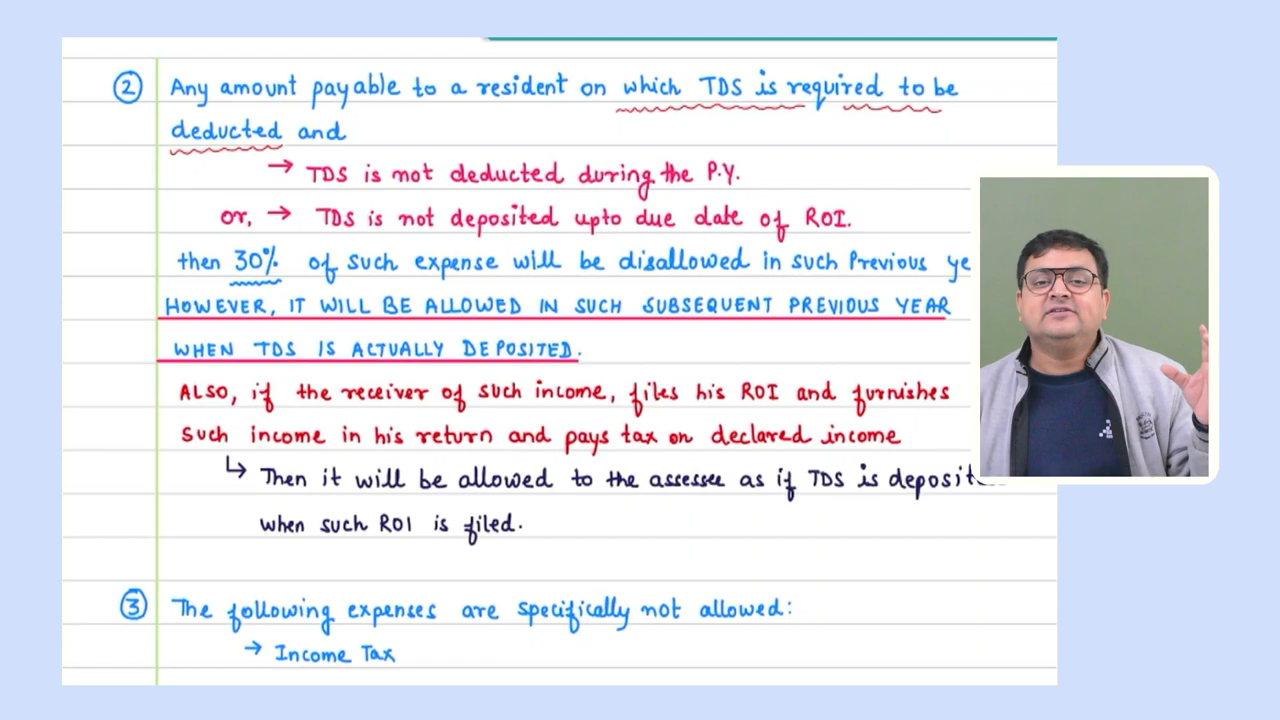 ② Any amount payable to a resident on which TDS is required to be
deducted and
→ TDS is not deducted during the P.Y.
or, → TDS is not deposited upto due date of ROI.
then 30% of such expense will be disallowed in such Previous ye
HOWEVER, IT WILL BE ALLOWED IN SUCH SUBSEQUENT PREVIOUS YEAR
WHEN TDS IS ACTUALLY DEPOSITED.
ALSO, if the receiver of such income, files his ROI and furnishes
such income in his return and pays tax on declared income
↳ Then it will be allowed to the assessee as if TDS is deposit
when such ROI is filed.
③ The following expenses are specifically not allowed:
→ Income Tax